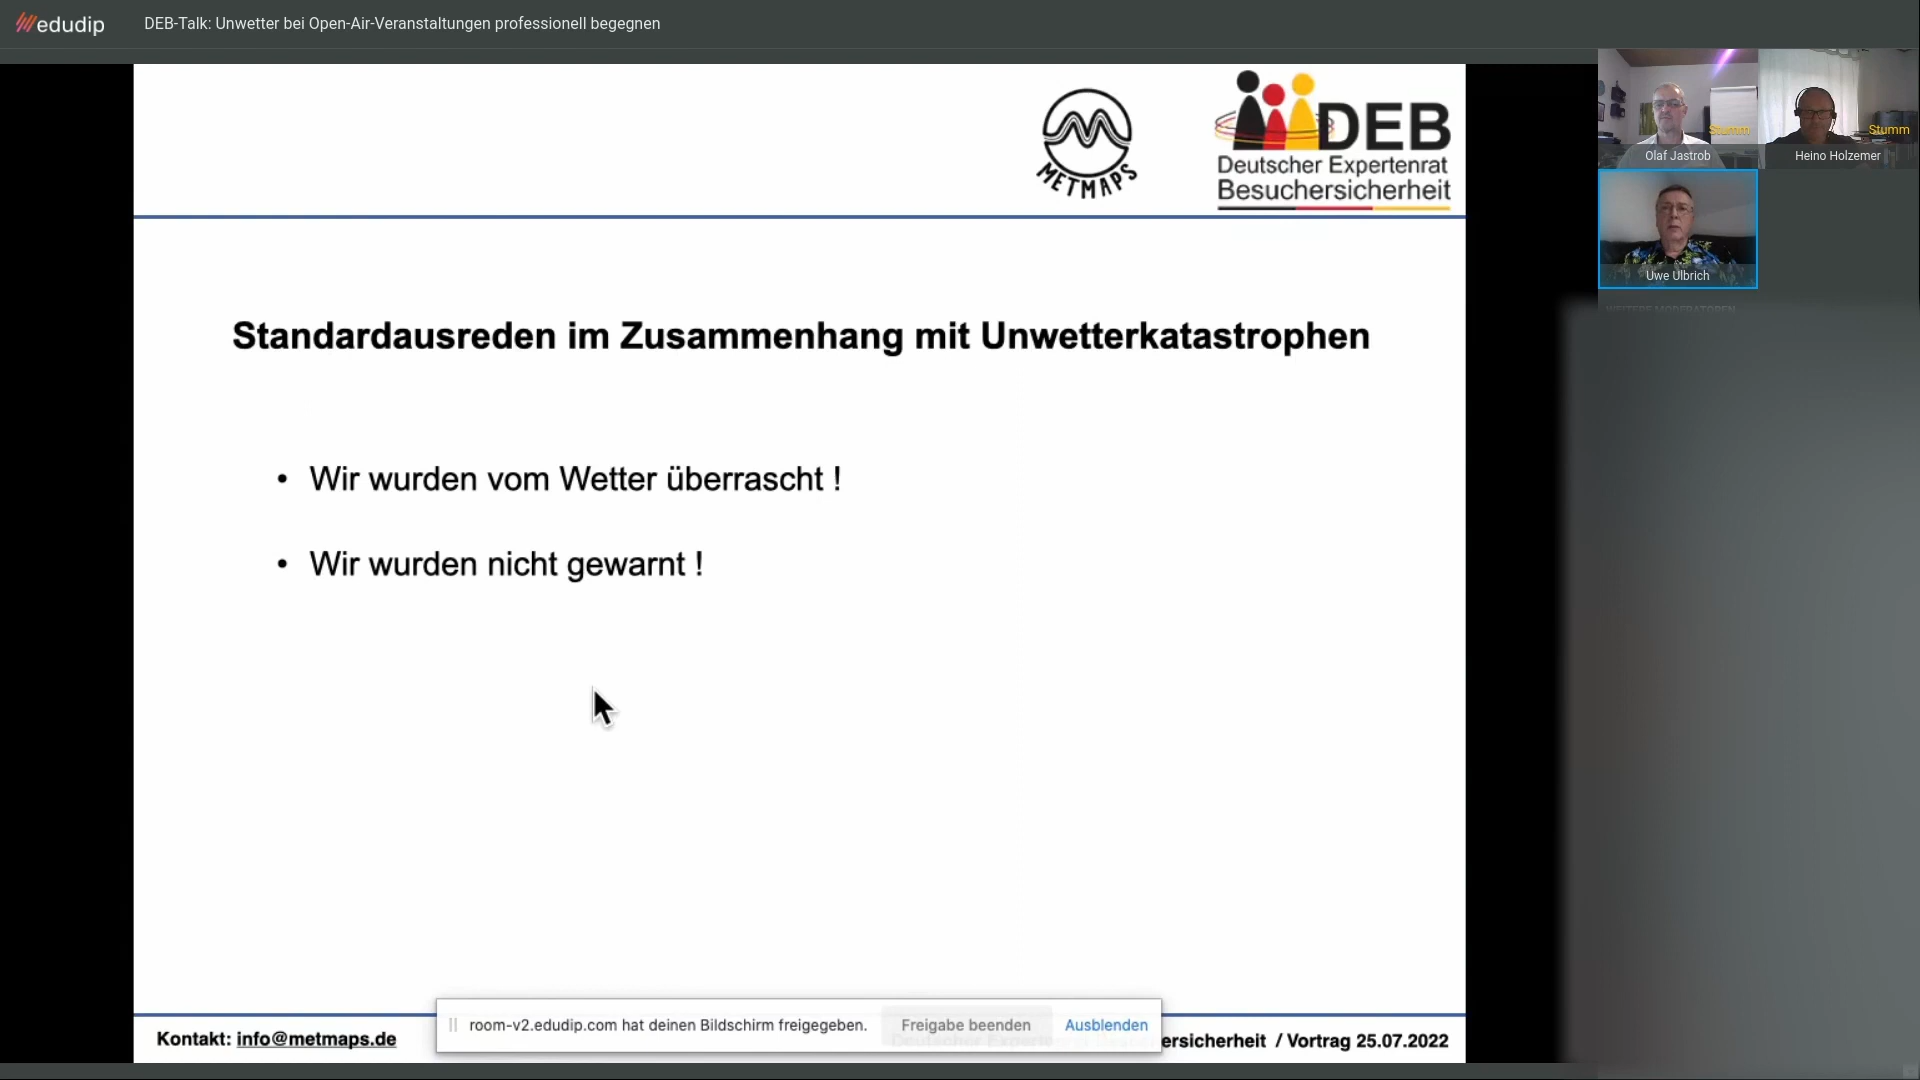 edudip
DEB-Talk: Unwetter bei Open-Air-Veranstaltungen professionell begegnen
METMAPS
DEB
Deutscher Expertenrat
Besuchersicherheit
Stumm
Olaf Jastrob
Stumm
Heino Holzemer
Uwe Ulbrich
WEITERE MODERATOREN
Standardausreden im Zusammenhang mit Unwetterkatastrophen
• Wir wurden vom Wetter überrascht !
• Wir wurden nicht gewarnt !
room-v2.edudip.com hat deinen Bildschirm freigegeben.
Freigabe beenden
Ausblenden
Kontakt: info@metmaps.de
ersicherheit / Vortrag 25.07.2022